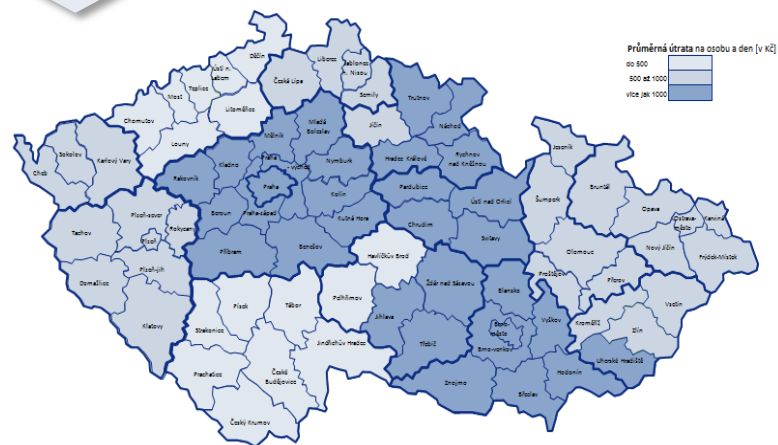 Průměrná útrata na osobu a den [v Kč]
do 500
500 až 1000
více jak 1000
Děčín
Ústí n.
Labem
Teplice
Most
Chomutov
Louny
Litoměřice
Liberec
Jablonec
n. Nisou
Česká Lípa
Semily
Jičín
Trutnov
Náchod
Hradec Králové
Rychnov
nad Kněžnou
Mladá
Boleslav
Mělník
Praha
- východ
Nymburk
Kladno
Rakovník
Praha
Kolín
Beroun
Praha-západ
Kutná Hora
Příbram
Benešov
Cheb
Sokolov
Karlovy Vary
Tachov
Plzeň-sever
Rokycany
Plzeň
Plzeň-jih
Domažlice
Klatovy
Pardubice
Ústí nad Orlicí
Chrudim
Svitavy
Jeseník
Šumperk
Bruntál
Opava
Ostrava-
město
Karviná
Nový Jičín
Frýdek-Místek
Olomouc
Prostějov
Přerov
Vsetín
Kroměříž
Zlín
Uherské Hradiště
Havlíčkův Brod
Pelhřimov
Žďár nad Sázavou
Jihlava
Třebíč
Blansko
Brno-
město
Brno-venkov
Vyškov
Znojmo
Hodonín
Břeclav
Písek
Tábor
Strakonice
Jindřichův Hradec
Prachatice
České
Budějovice
Český Krumlov